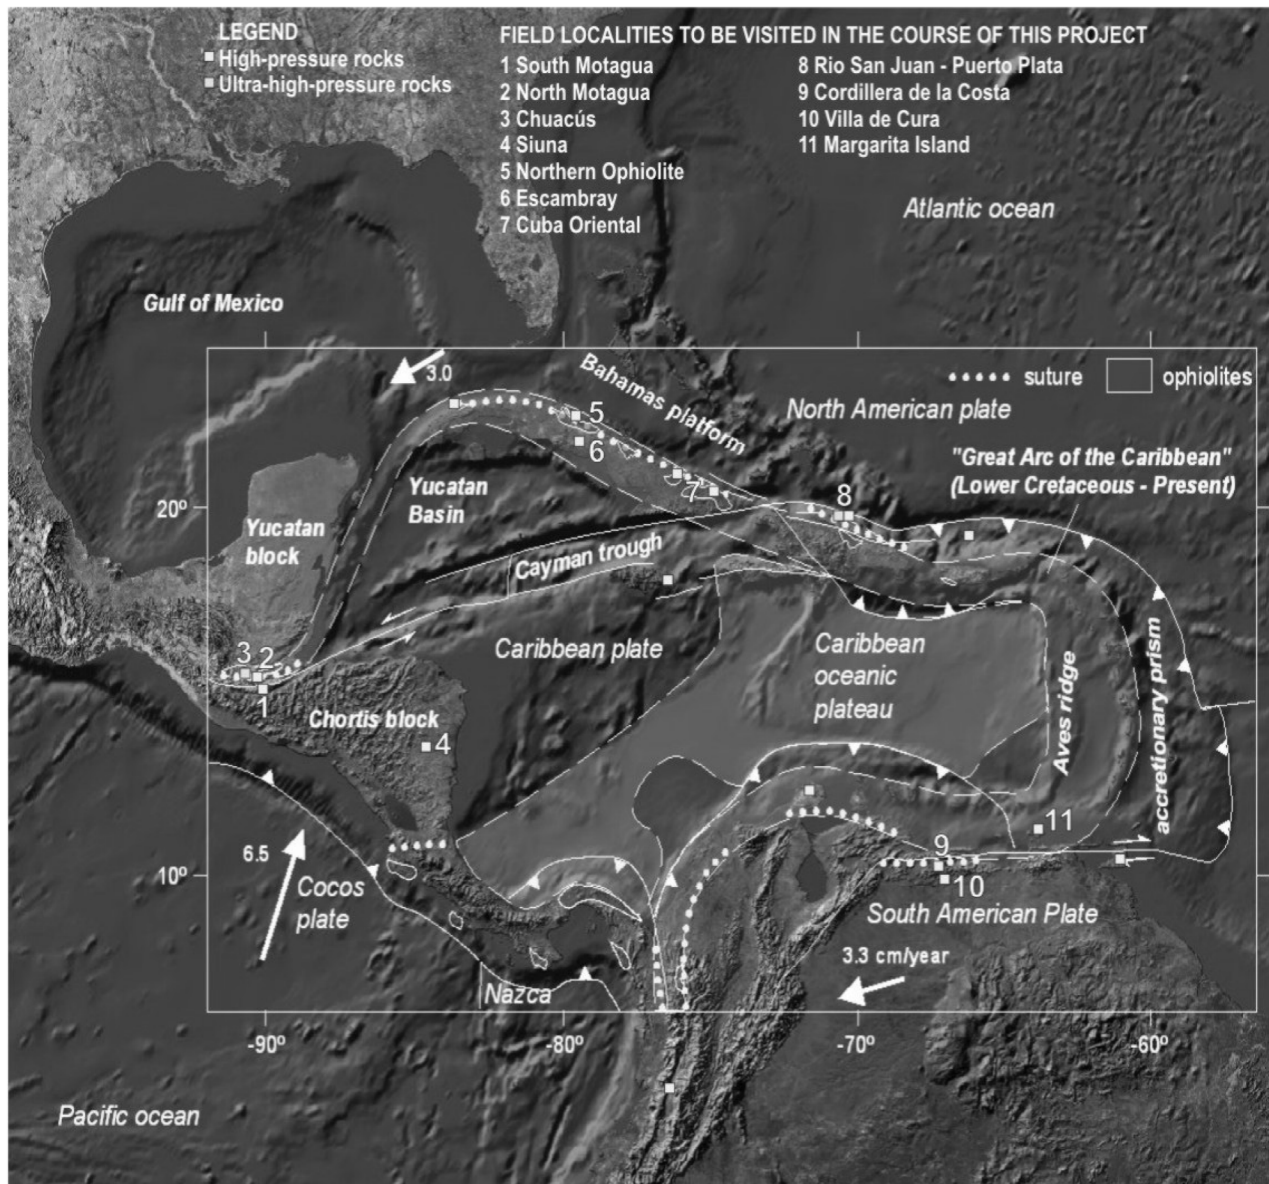 LEGEND
High-pressure rocks
Ultra-high-pressure rocks
FIELD LOCALITIES TO BE VISITED IN THE COURSE OF THIS PROJECT
1 South Motagua
2 North Motagua
3 Chuacús
4 Siuna
5 Northern Ophiolite
6 Escambray
7 Cuba Oriental
8 Rio San Juan - Puerto Plata
9 Cordillera de la Costa
10 Villa de Cura
11 Margarita Island
Atlantic ocean
Gulf of Mexico
3.0
Bahamas platform
suture
ophiolites
North American plate
5
6
7
8
"Great Arc of the Caribbean"
(Lower Cretaceous - Present)
20º
Yucatan
Basin
Yucatan
block
Cayman trough
Caribbean plate
Caribbean
oceanic
plateau
Aves ridge
accretionary prism
3
2
1
Chortis block
4
11
9
10
6.5
10º
Cocos
plate
South American Plate
3.3 cm/year
Nazca
-90º
-80º
-70º
-60º
Pacific ocean